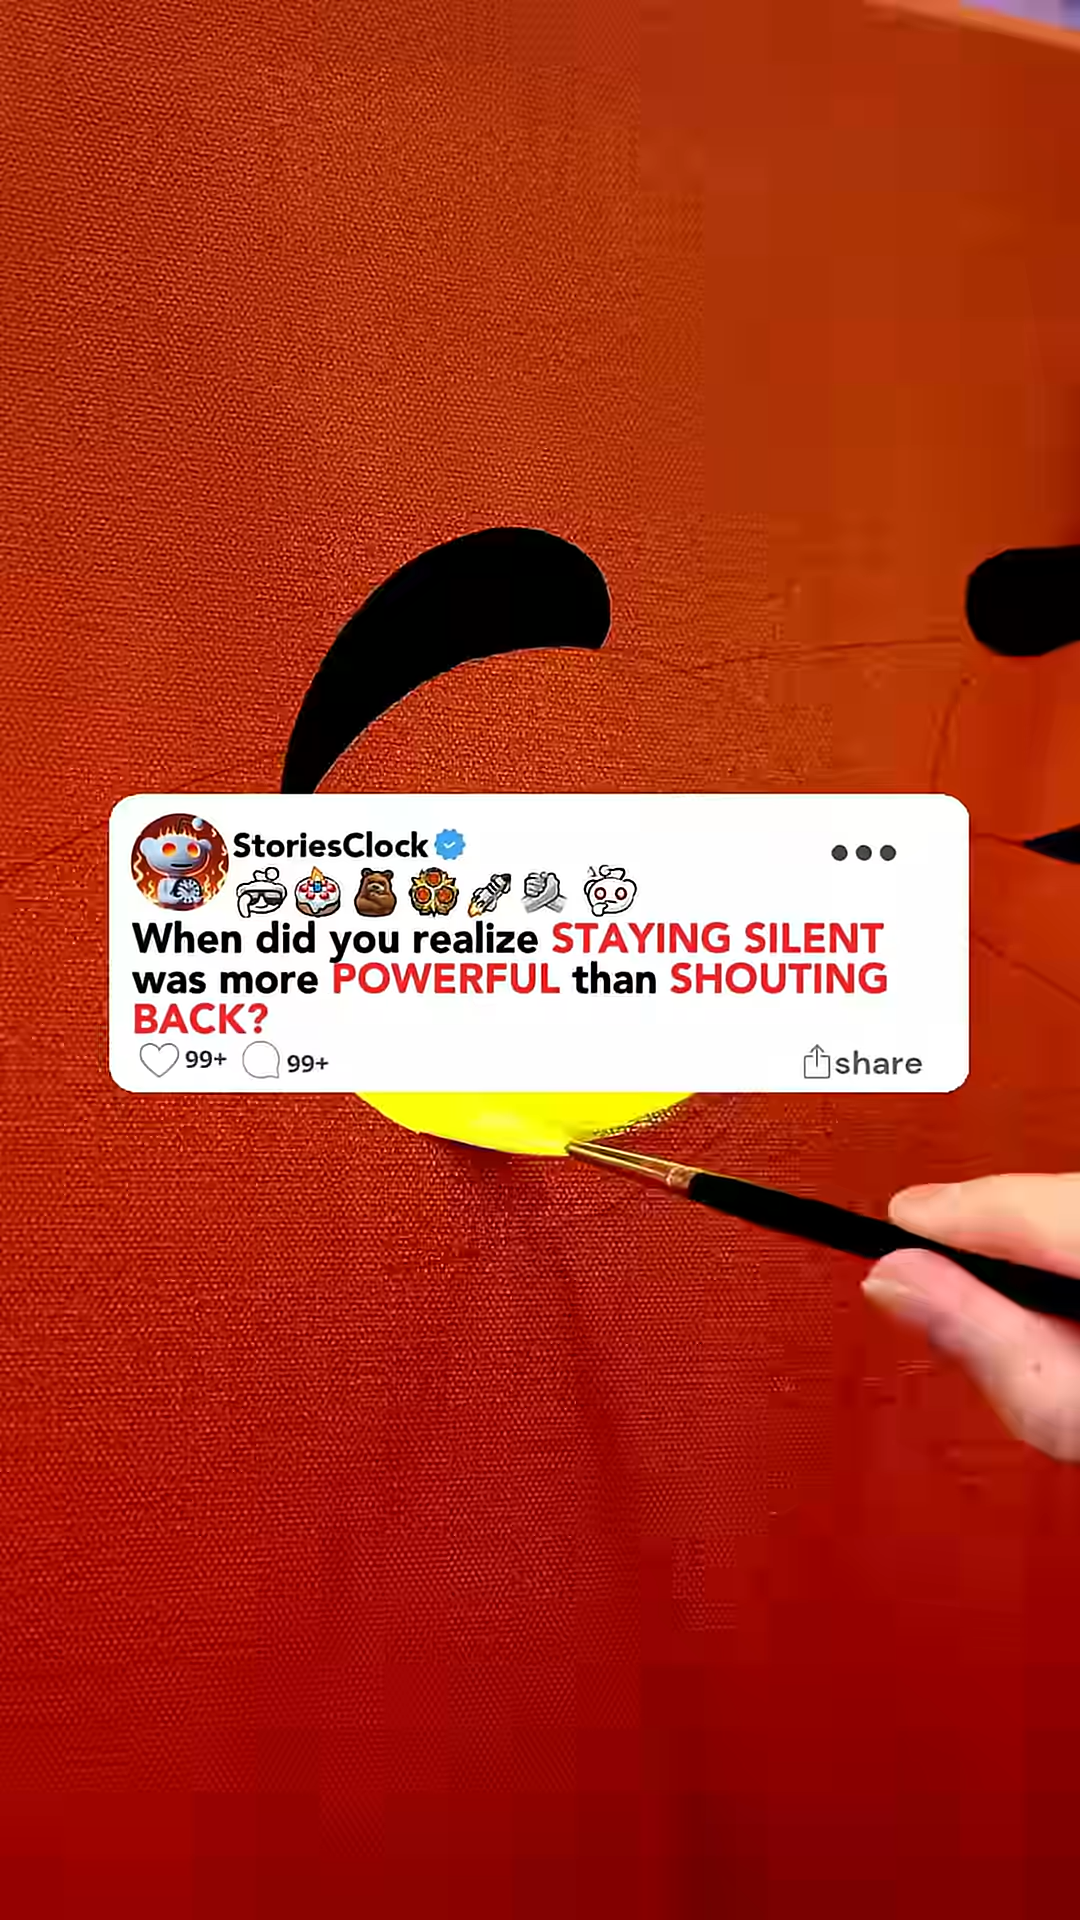 StoriesClock
When did you realize STAYING SILENT
was more POWERFUL than SHOUTING
BACK?
99+ 99+ share